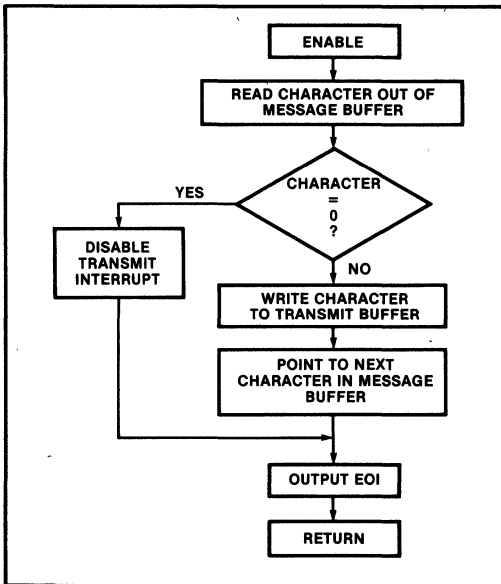 ENABLE
READ CHARACTER OUT OF
MESSAGE BUFFER
CHARACTER
=
0
?
YES
NO
DISABLE
TRANSMIT
INTERRUPT
WRITE CHARACTER
TO TRANSMIT BUFFER
POINT TO NEXT
CHARACTER IN MESSAGE
BUFFER
OUTPUT EOI
RETURN